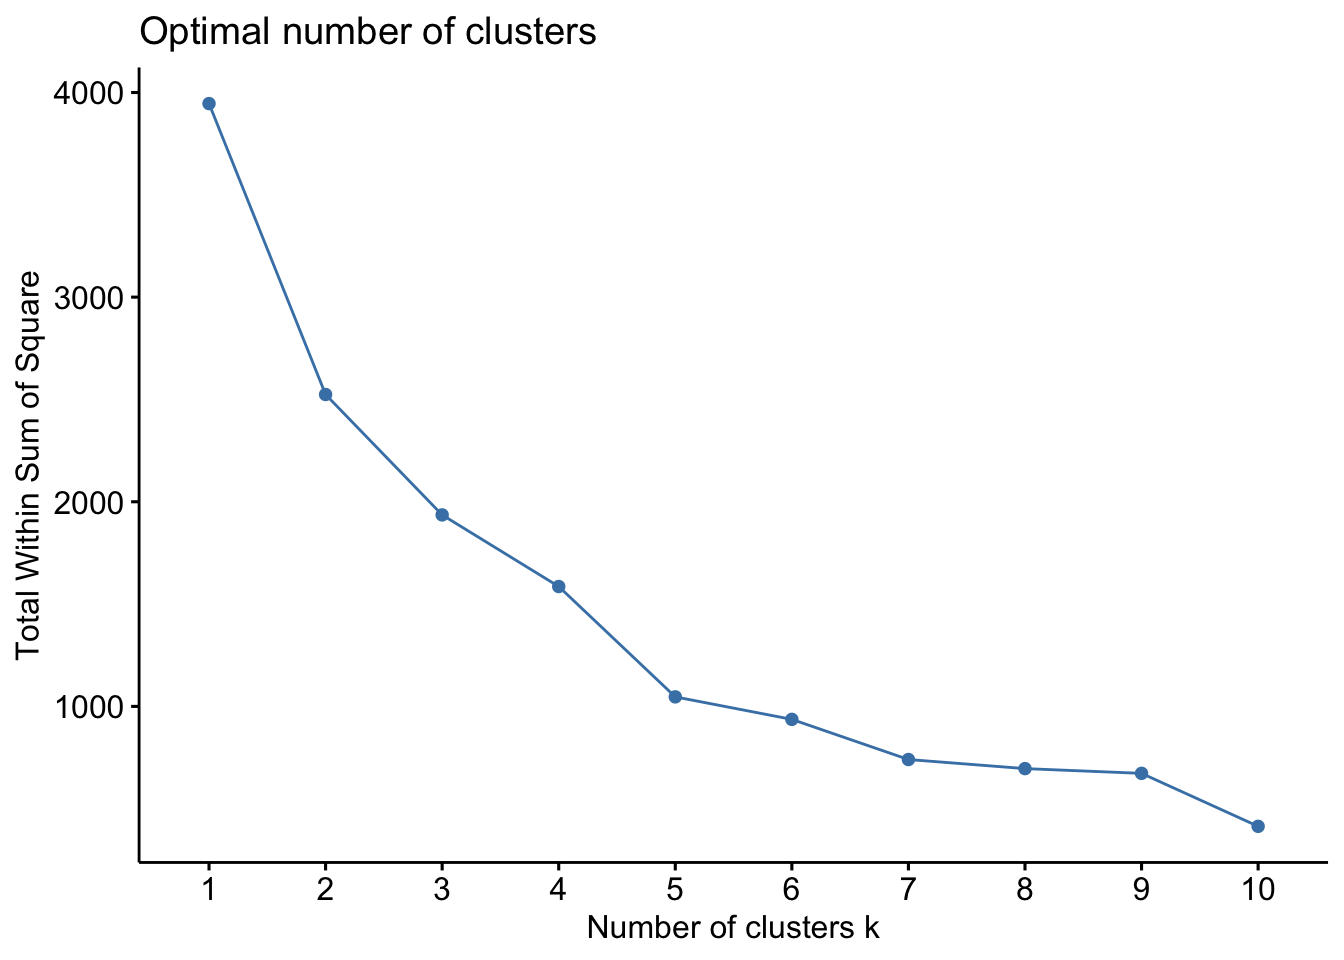 Optimal number of clusters
4000
3000
2000
1000
Total Within Sum of Square
1 2 3 4 5 6 7 8 9 10
Number of clusters k